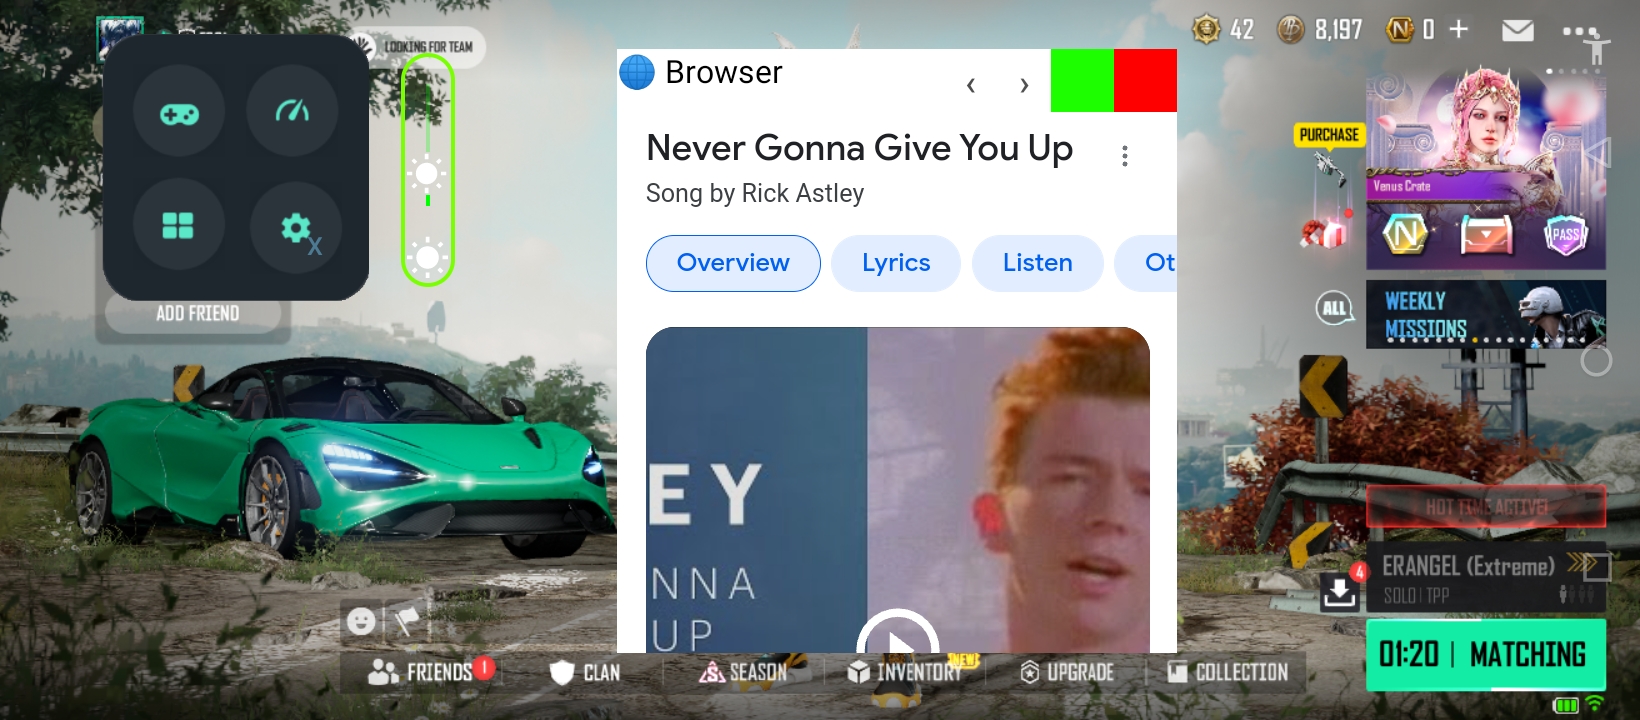 LOOKING FOR TEAM
42
8,197
0
Browser
Never Gonna Give You Up
Song by Rick Astley
Overview
Lyrics
Listen
Ot
EY
NNA
UP
X
ADD FRIEND
PURCHASE
Venus Crate
N
PASS
ALL
WEEKLY
MISSIONS
HOT TIME ACTIVE!
ERANGEL (Extreme)
SOLO | TPP
4
01:20 | MATCHING
FRIENDS
1
CLAN
SEASON
INVENTORY
NEW!
UPGRADE
COLLECTION